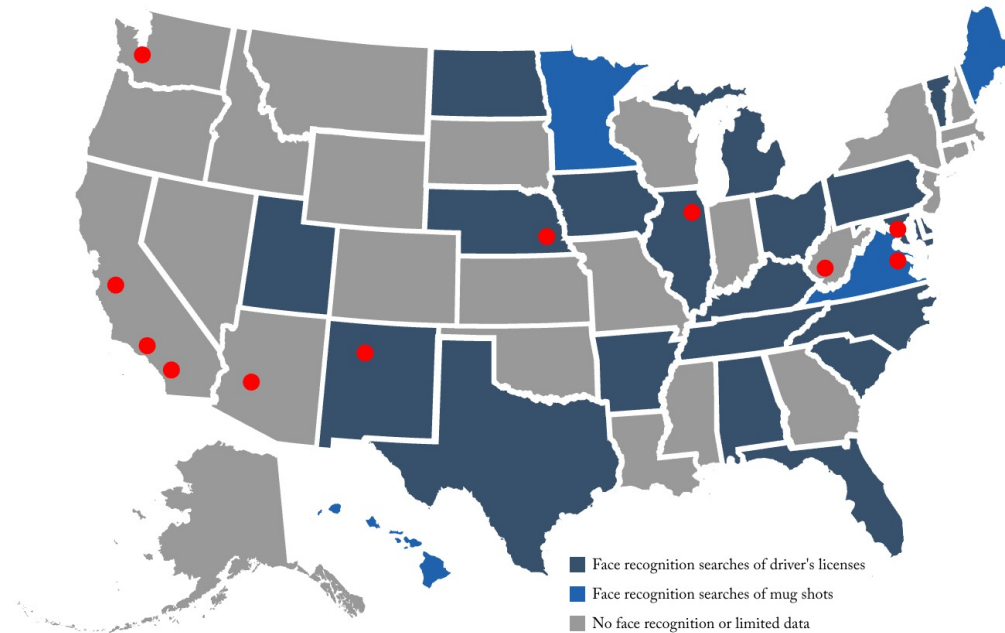 Face recognition searches of driver's licenses
Face recognition searches of mug shots
No face recognition or limited data